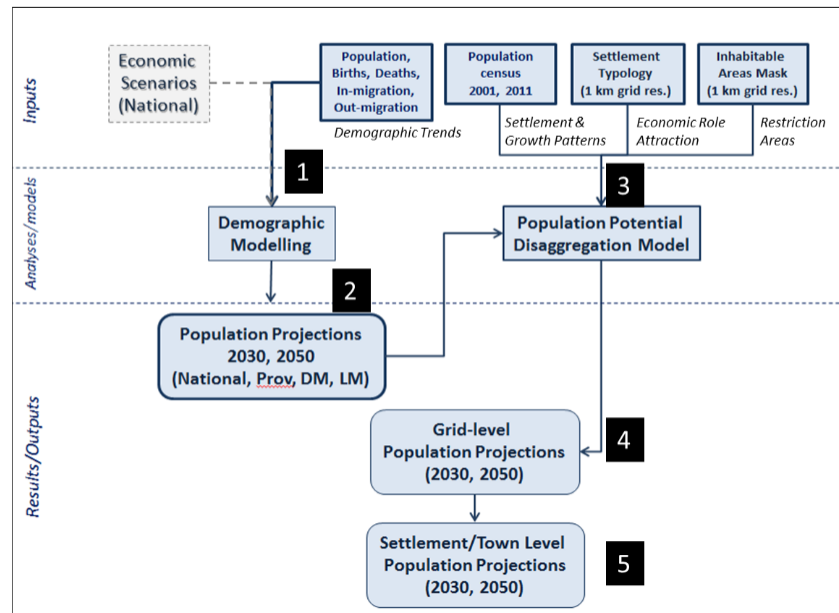 Inputs
Economic
Scenarios
(National)
Population,
Births, Deaths,
In-migration,
Out-migration
Population
census
2001, 2011
Settlement
Typology
(1 km grid res.)
Inhabitable
Areas Mask
(1 km grid res.)
Demographic Trends
Settlement &
Growth Patterns
Economic Role
Attraction
Restriction
Areas
Analyses/models
1
Demographic
Modelling
3
Population Potential
Disaggregation Model
2
Results/Outputs
Population Projections
2030, 2050
(National, Prov, DM, LM)
Grid-level
Population Projections
(2030, 2050)
4
Settlement/Town Level
Population Projections
(2030, 2050)
5